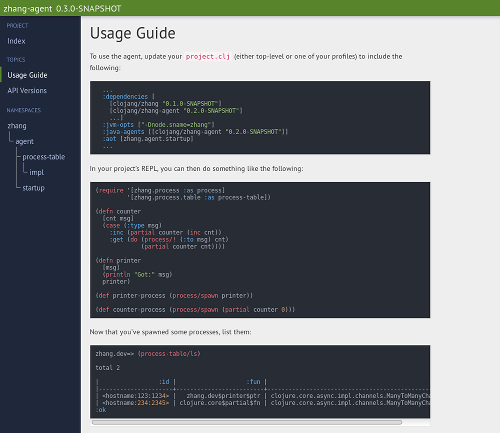 zhang-agent 0.3.0-SNAPSHOT
PROJECT
Index
TOPICS
Usage Guide
API Versions
NAMESPACES
zhang
agent
process-table
impl
startup
Usage Guide
To use the agent, update your project.clj (either top-level or one of your profiles) to include the
following:
...
:dependencies [
[clojang/zhang "0.1.0-SNAPSHOT"]
[clojang/zhang-agent "0.2.0-SNAPSHOT"]
...]
:jvm-opts ["-Dnode.sname=zhang"]
:java-agents [[clojang/zhang-agent "0.2.0-SNAPSHOT"]]
:aot [zhang.agent.startup]
...
In your project's REPL, you can then do something like the following:
(require '[zhang.process :as process]
'[zhang.process.table :as process-table])
(defn counter
[cnt msg]
(case (:type msg)
:inc (partial counter (inc cnt))
:get (do (process/! (:to msg) cnt)
(partial counter cnt))))
(defn printer
[msg]
(println "Got:" msg)
printer)
(def printer-process (process/spawn printer))
(def counter-process (process/spawn (partial counter 0)))
Now that you've spawned some processes, list them:
zhang.dev=> (process-table/ls)
total 2
| :id | :fun |
| <hostname:123:1234> | zhang.dev$printer$ptr | clojure.core.async.impl.channels.ManyToManyCha
| <hostname:234:2345> | clojure.core$partial$fn | clojure.core.async.impl.channels.ManyToManyCha
:ok